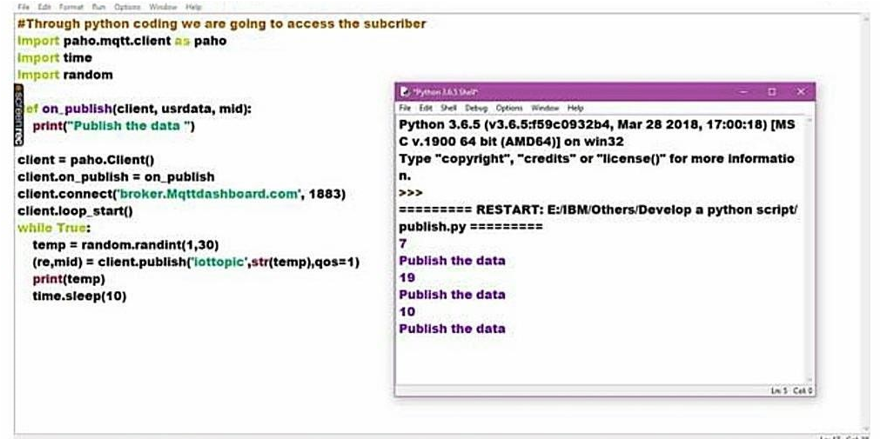 File Edit Format Run Options Window Help
#Through python coding we are going to access the subcriber
Import paho.mqtt.client as paho
Import time
Import random
ef on_publish(client, usrdata, mid):
print("Publish the data ")
client = paho.Client()
client.on_publish = on_publish
client.connect('broker.Mqttdashboard.com', 1883)
client.loop_start()
while True:
temp = random.randint(1,30)
(re,mid) = client.publish('iottopic',str(temp),qos=1)
print(temp)
time.sleep(10)
screenrec
*Python 3.6.5 Shell*
File Edit Shell Debug Options Window Help
Python 3.6.5 (v3.6.5:f59c0932b4, Mar 28 2018, 17:00:18) [MS
C v.1900 64 bit (AMD64)] on win32
Type "copyright", "credits" or "license()" for more informatio
n.
>>>
========= RESTART: E:/IBM/Others/Develop a python script/
publish.py =========
7
Publish the data
19
Publish the data
10
Publish the data
Ln: 5 Col: 0